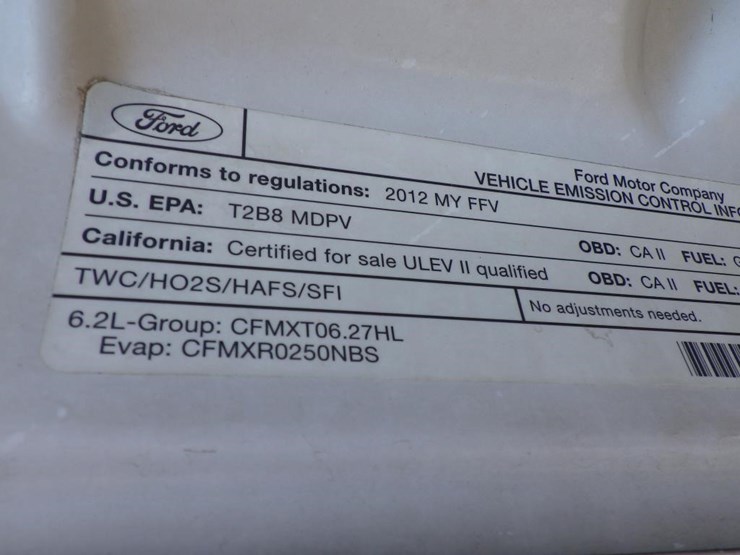 Ford
Ford Motor Company
VEHICLE EMISSION CONTROL
Conforms to regulations: 2012 MY FFV
U.S. EPA: T2B8 MDPV OBD: CA II FUEL:
California: Certified for sale ULEV II qualified OBD: CA II FUEL:
TWC/HO2S/HAFS/SFI No adjustments needed.
6.2L-Group: CFMXT06.27HL
Evap: CFMXR0250NBS